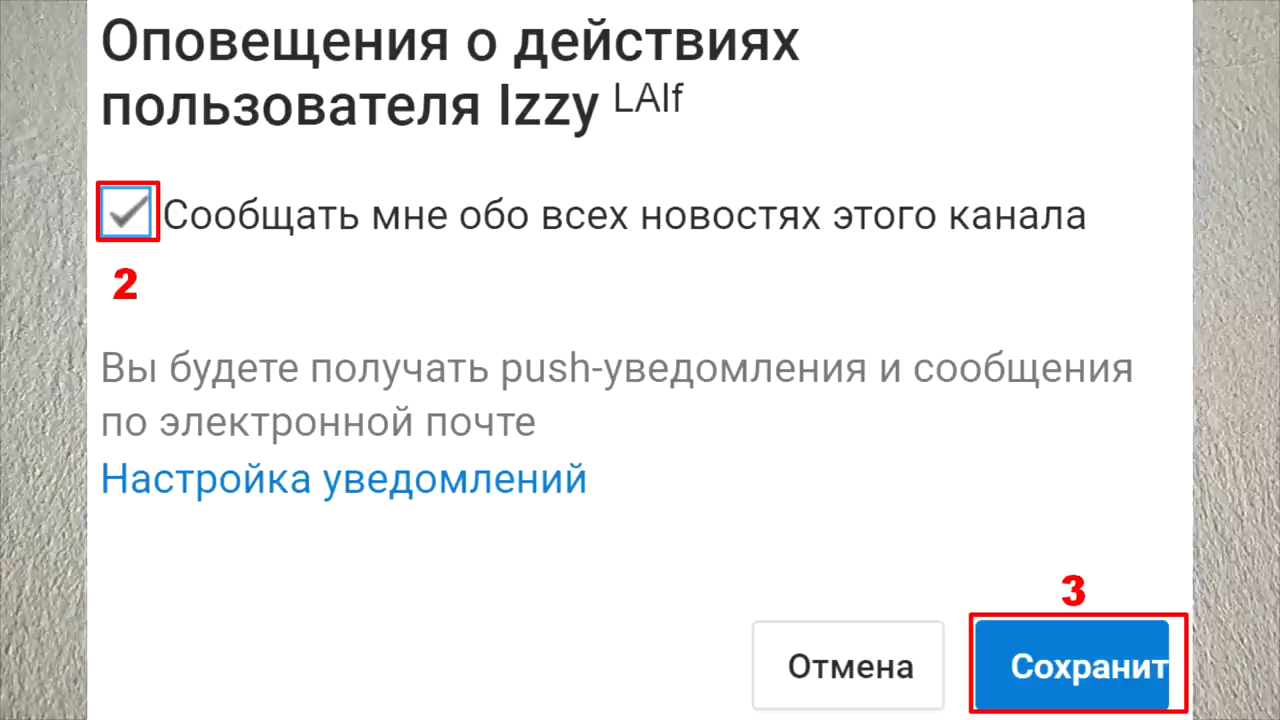 Оповещения о действиях
пользователя Izzy ᴸᴬᴵᶠ
Сообщать мне обо всех новостях этого канала
2
Вы будете получать push-уведомления и сообщения
по электронной почте
Настройка уведомлений
3
Отмена
Сохранит